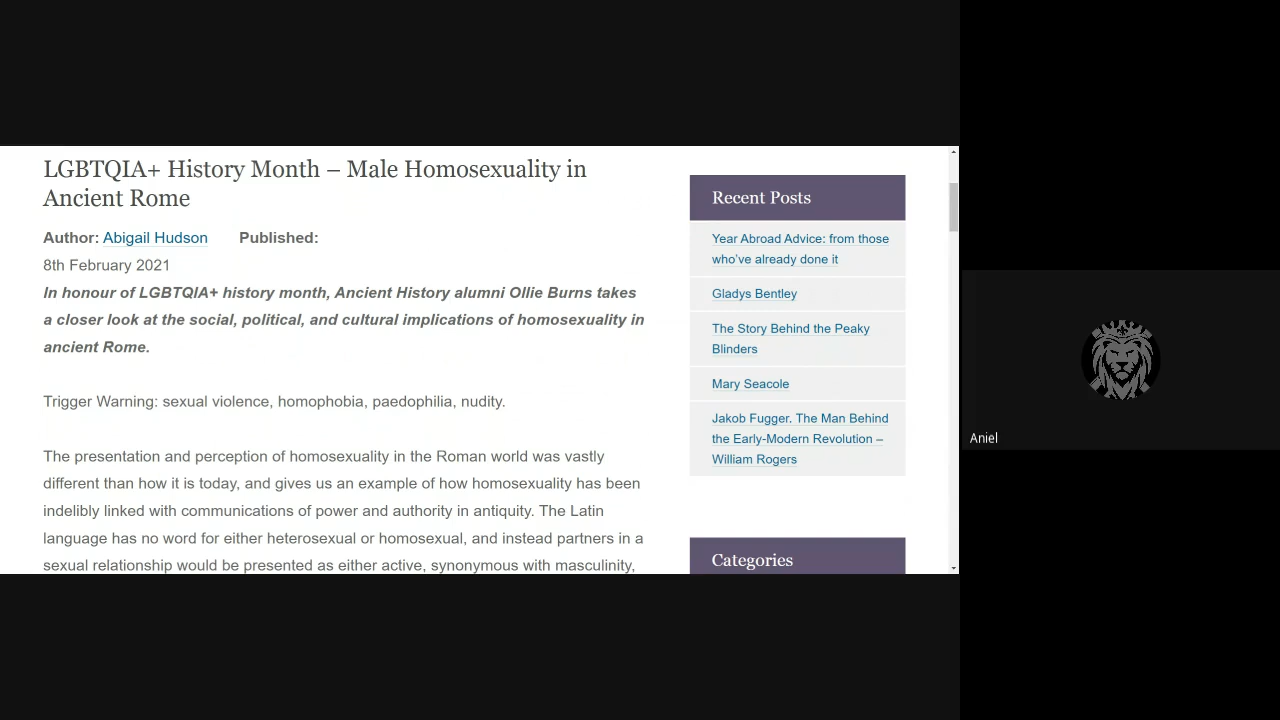 LGBTQIA+ History Month – Male Homosexuality in
Ancient Rome
Author: Abigail Hudson Published:
8th February 2021
In honour of LGBTQIA+ history month, Ancient History alumni Ollie Burns takes
a closer look at the social, political, and cultural implications of homosexuality in
ancient Rome.
Trigger Warning: sexual violence, homophobia, paedophilia, nudity.
The presentation and perception of homosexuality in the Roman world was vastly
different than how it is today, and gives us an example of how homosexuality has been
indelibly linked with communications of power and authority in antiquity. The Latin
language has no word for either heterosexual or homosexual, and instead partners in a
sexual relationship would be presented as either active, synonymous with masculinity,
Recent Posts
Year Abroad Advice: from those
who've already done it
Gladys Bentley
The Story Behind the Peaky
Blinders
Mary Seacole
Jakob Fugger. The Man Behind
the Early-Modern Revolution –
William Rogers
Categories
Aniel